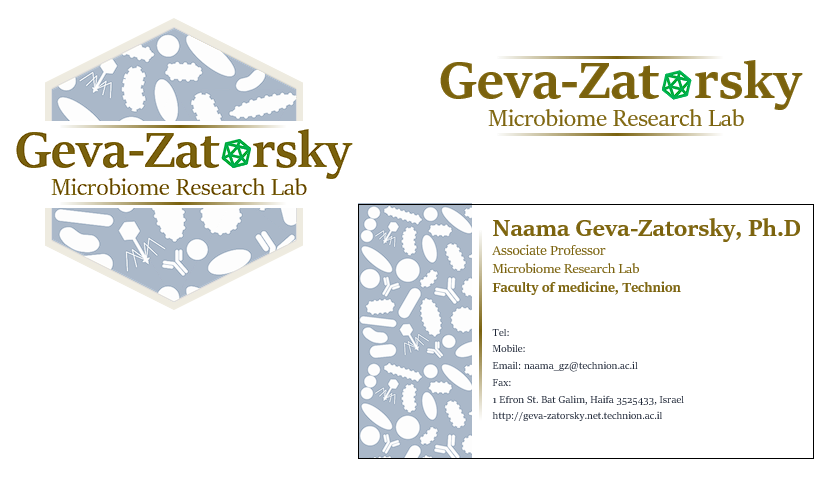 Geva-Zatorsky
Microbiome Research Lab
Geva-Zatorsky
Microbiome Research Lab
Naama Geva-Zatorsky, Ph.D
Associate Professor
Microbiome Research Lab
Faculty of medicine, Technion
Tel:
Mobile:
Email: naama_gz@technion.ac.il
Fax:
1 Efron St. Bat Galim, Haifa 3525433, Israel
http://geva-zatorsky.net.technion.ac.il